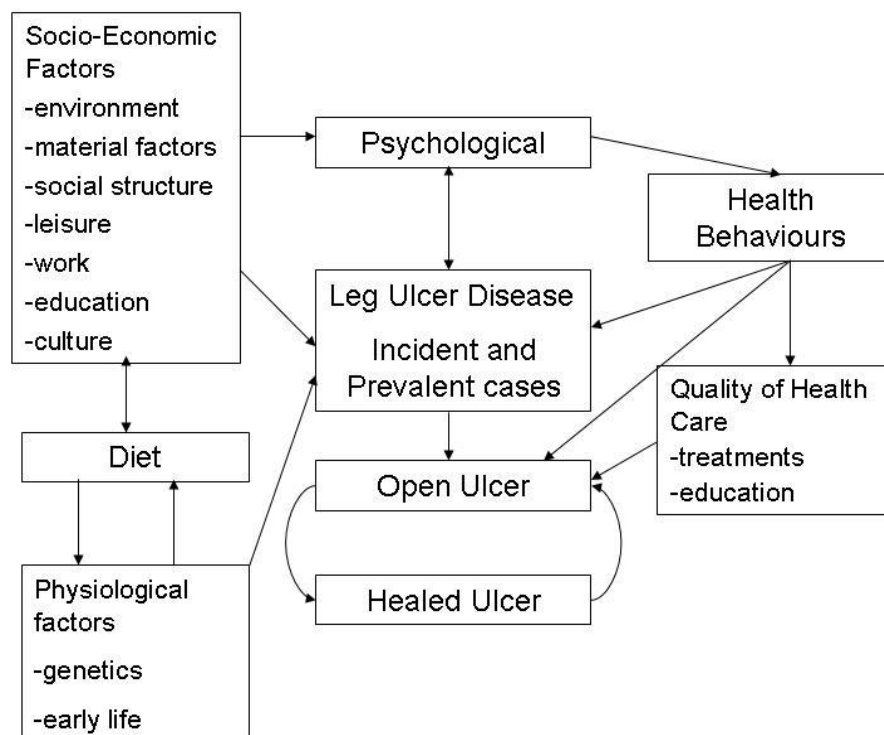 Socio-Economic
Factors
-environment
-material factors
-social structure
-leisure
-work
-education
-culture
Psychological
Health
Behaviours
Leg Ulcer Disease
Incident and
Prevalent cases
Quality of Health
Care
-treatments
-education
Diet
Open Ulcer
Physiological
factors
-genetics
-early life
Healed Ulcer